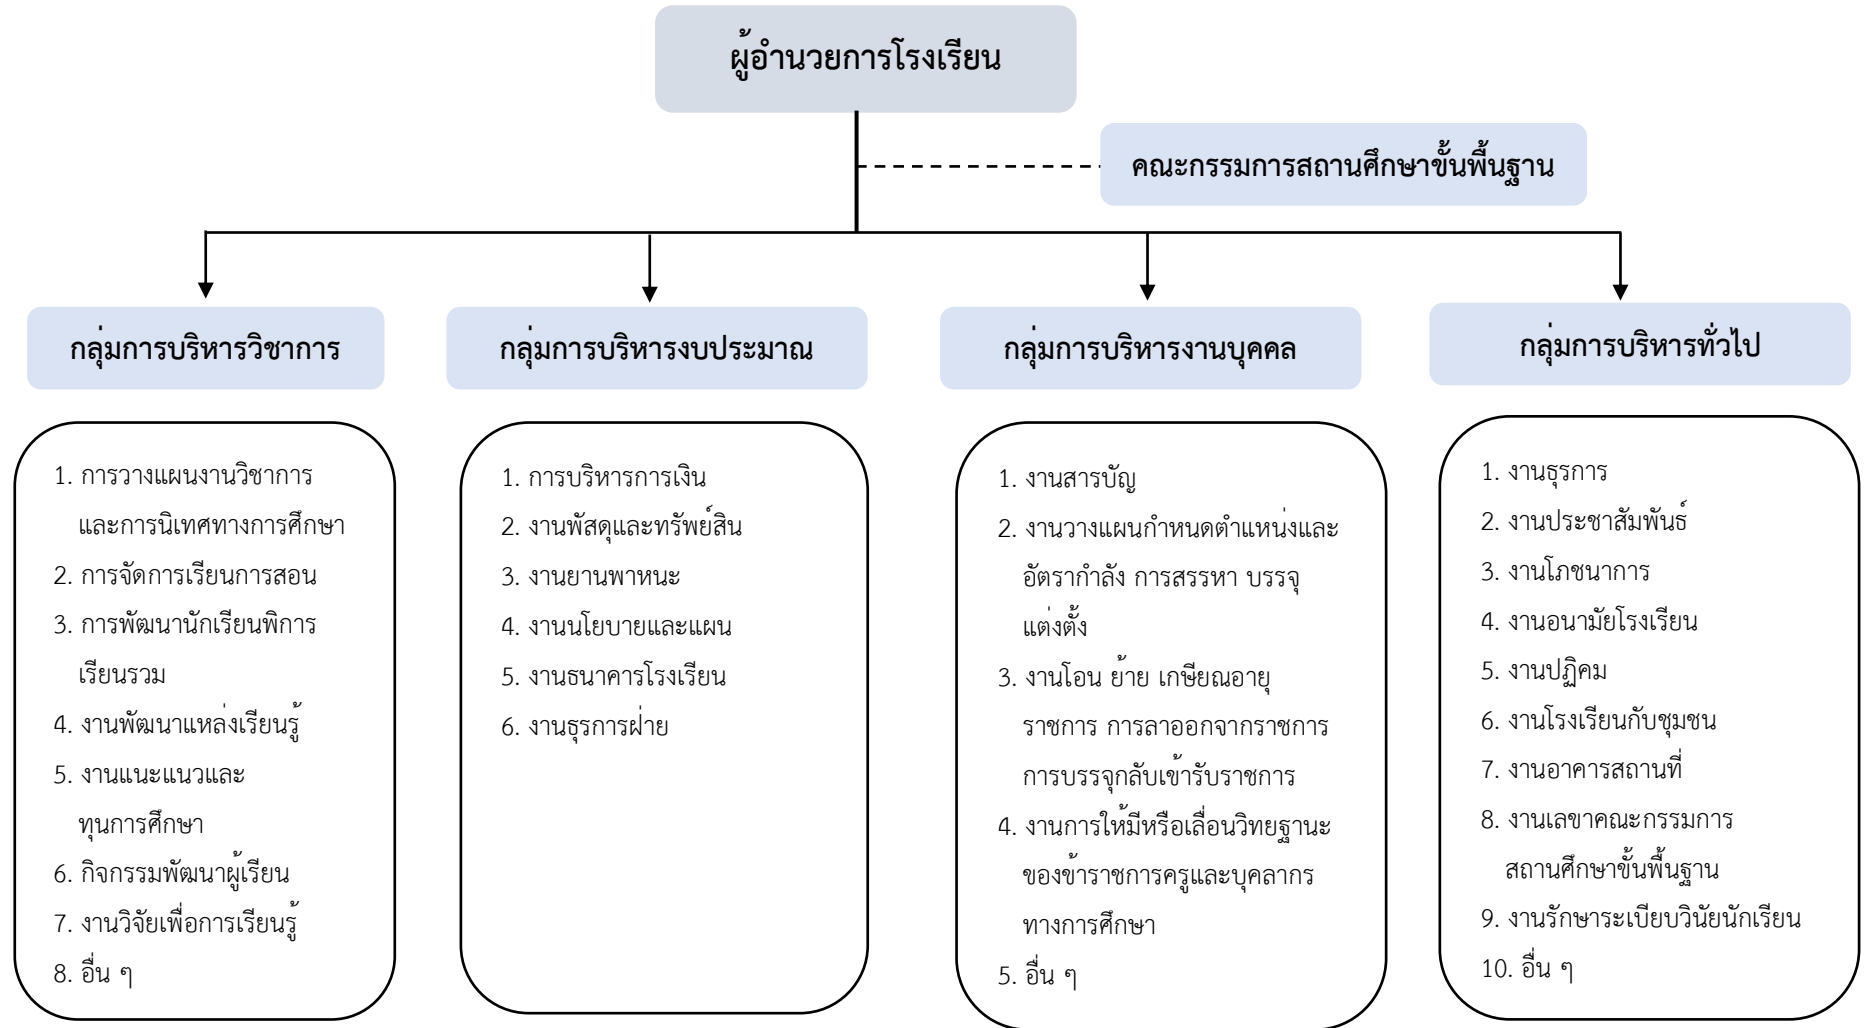 ผู้อำนวยการโรงเรียน
คณะกรรมการสถานศึกษาขั้นพื้นฐาน
กลุ่มการบริหารวิชาการ
1. การวางแผนงานวิชาการ
และการนิเทศทางการศึกษา
2. การจัดการเรียนการสอน
3. การพัฒนานักเรียนพิการ
เรียนรวม
4. งานพัฒนาแหล่งเรียนรู้
5. งานแนะแนวและ
ทุนการศึกษา
6. กิจกรรมพัฒนาผู้เรียน
7. งานวิจัยเพื่อการเรียนรู้
8. อื่น ๆ
กลุ่มการบริหารงบประมาณ
1. การบริหารการเงิน
2. งานพัสดุและทรัพย์สิน
3. งานยานพาหนะ
4. งานนโยบายและแผน
5. งานธนาคารโรงเรียน
6. งานธุรการฝ่าย
กลุ่มการบริหารงานบุคคล
1. งานสารบัญ
2. งานวางแผนกำหนดตำแหน่งและ
อัตรากำลัง การสรรหา บรรจุ
แต่งตั้ง
3. งานโอน ย้าย เกษียณอายุ
ราชการ การลาออกจากราชการ
การบรรจุกลับเข้ารับราชการ
4. งานการให้มีหรือเลื่อนวิทยฐานะ
ของข้าราชการครูและบุคลากร
ทางการศึกษา
5. อื่น ๆ
กลุ่มการบริหารทั่วไป
1. งานธุรการ
2. งานประชาสัมพันธ์
3. งานโภชนาการ
4. งานอนามัยโรงเรียน
5. งานปฏิคม
6. งานโรงเรียนกับชุมชน
7. งานอาคารสถานที่
8. งานเลขาคณะกรรมการ
สถานศึกษาขั้นพื้นฐาน
9. งานรักษาระเบียบวินัยนักเรียน
10. อื่น ๆ